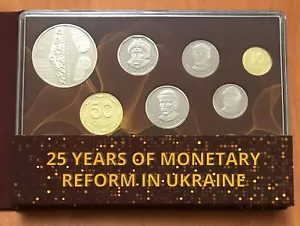 50
25 YEARS OF MONETARY
REFORM IN UKRAINE